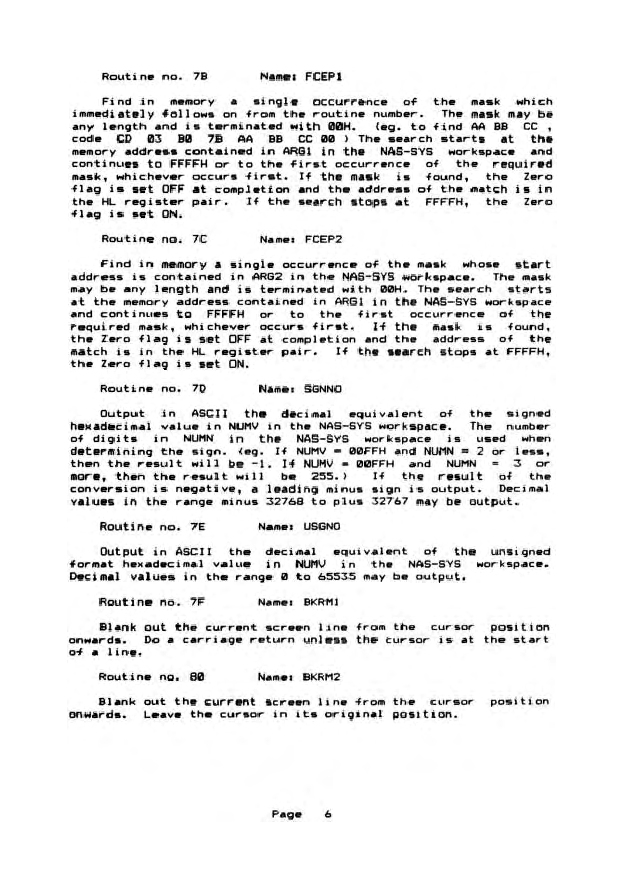 Routine no. 7B Name: FCEP1
Find in memory a single occurrence of the mask which
immediately follows on from the routine number. The mask may be
any length and is terminated with 00H. (eg. to find AA BB CC ,
code CD 03 B0 7B AA BB CC 00 ) The search starts at the
memory address contained in ARG1 in the NAS-SYS workspace and
continues to FFFFH or to the first occurrence of the required
mask, whichever occurs first. If the mask is found, the Zero
flag is set OFF at completion and the address of the match is in
the HL register pair. If the search stops at FFFFH, the Zero
flag is set ON.
Routine no. 7C Name: FCEP2
Find in memory a single occurrence of the mask whose start
address is contained in ARG2 in the NAS-SYS workspace. The mask
may be any length and is terminated with 00H. The search starts
at the memory address contained in ARG1 in the NAS-SYS workspace
and continues to FFFFH or to the first occurrence of the
required mask, whichever occurs first. If the mask is found,
the Zero flag is set OFF at completion and the address of the
match is in the HL register pair. If the search stops at FFFFH,
the Zero flag is set ON.
Routine no. 7D Name: SGNNO
Output in ASCII the decimal equivalent of the signed
hexadecimal value in NUMV in the NAS-SYS workspace. The number
of digits in NUMN in the NAS-SYS workspace is used when
determining the sign. (eg. If NUMV = 00FFH and NUMN = 2 or less,
then the result will be -1. If NUMV = 00FFH and NUMN = 3 or
more, then the result will be 255.) If the result of the
conversion is negative, a leading minus sign is output. Decimal
values in the range minus 32768 to plus 32767 may be output.
Routine no. 7E Name: USGNO
Output in ASCII the decimal equivalent of the unsigned
format hexadecimal value in NUMV in the NAS-SYS workspace.
Decimal values in the range 0 to 65535 may be output.
Routine no. 7F Name: BKRM1
Blank out the current screen line from the cursor position
onwards. Do a carriage return unless the cursor is at the start
of a line.
Routine no. 80 Name: BKRM2
Blank out the current screen line from the cursor position
onwards. Leave the cursor in its original position.
Page 6